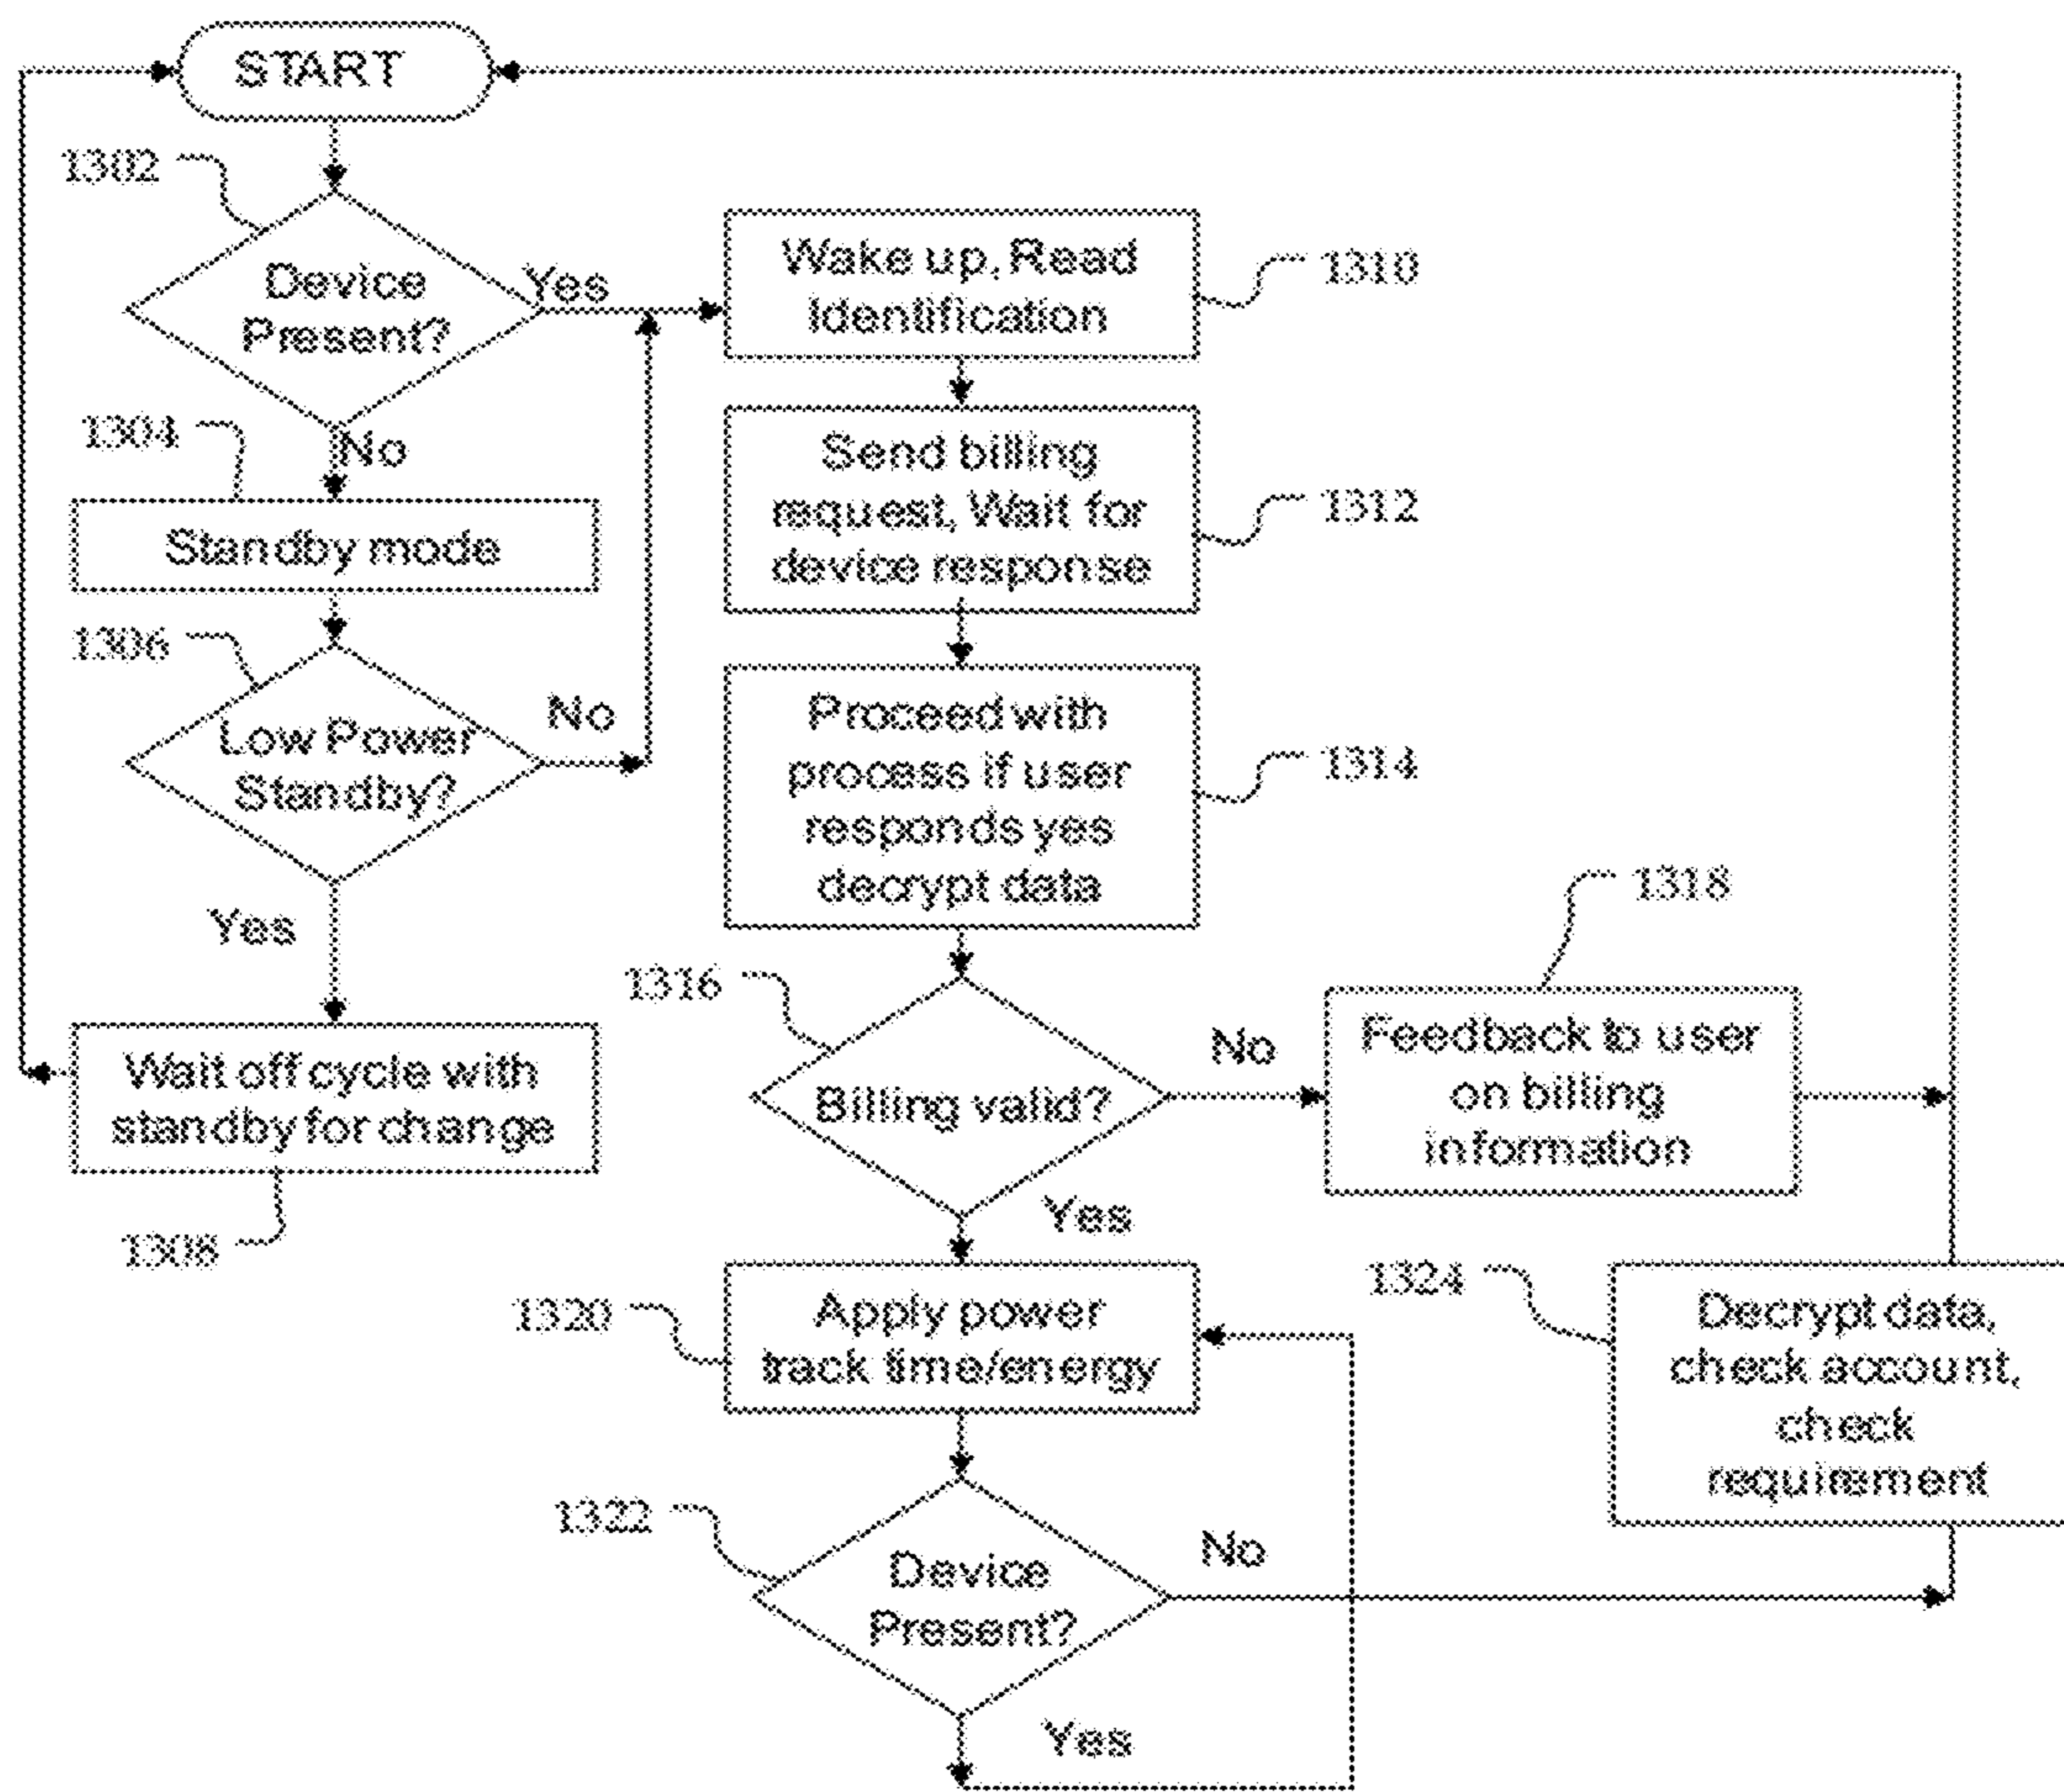 START
1302
Device
Present?
Yes
No
1304
Standby mode
1306
Low Power
Standby?
No
Yes
Wait off cycle with
standby for change
1308
Wake up, Read
Identification
1310
Send billing
request, Wait for
device response
1312
Proceed with
process if user
responds yes
decrypt data
1314
1316
Billing valid?
No
Yes
1318
Feedback to user
on billing
information
1320
Apply power
track time/energy
1322
Device
Present?
No
Yes
1324
Decrypt data,
check account,
check
requirement